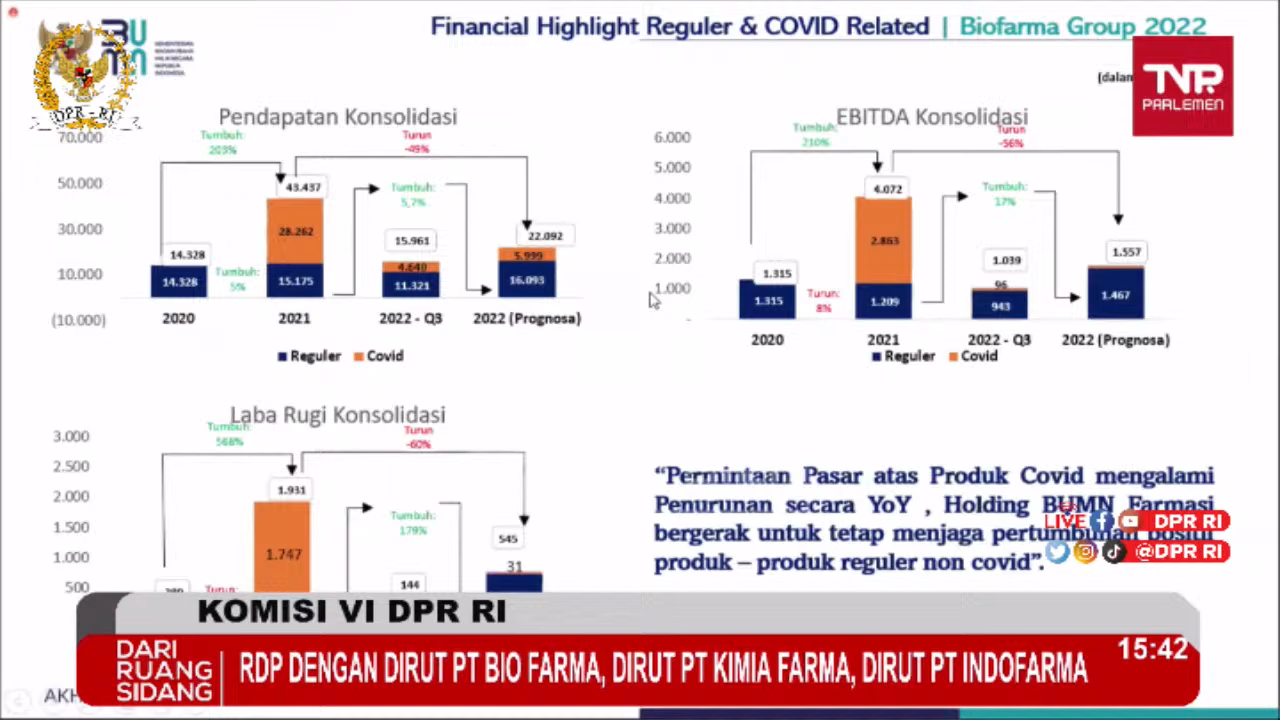 Financial Highlight Reguler & COVID Related | Biofarma Group 2022
DPR - RI
TVR
PARLEMEN
Pendapatan Konsolidasi
Tumbuh:
203%
Turun
-49%
70.000
50.000
30.000
10.000
(10.000)
43.437
28.262
15.175
14.328
14.328
Tumbuh:
5%
Tumbuh:
5,7%
15.961
4.640
11.321
22.092
5.999
16.093
2020
2021
2022 - Q3
2022 (Prognosa)
Reguler
Covid
EBITDA Konsolidasi
Tumbuh:
210%
Turun
-56%
6.000
5.000
4.000
3.000
2.000
1.000
-
4.072
2.863
1.209
1.315
1.315
Turun:
8%
Tumbuh:
17%
1.039
96
943
1.557
1.467
2020
2021
2022 - Q3
2022 (Prognosa)
Reguler
Covid
Laba Rugi Konsolidasi
Tumbuh:
568%
Turun
-60%
3.000
2.500
2.000
1.500
1.000
500
1.931
1.747
Turun:
Tumbuh:
179%
144
545
31
“Permintaan Pasar atas Produk Covid mengalami
Penurunan secara YoY , Holding BUMN Farmasi
bergerak untuk tetap menjaga pertumbuhan positif
produk – produk reguler non covid”.
LIVE DPR RI
@DPR RI
KOMISI VI DPR RI
DARI
RUANG
SIDANG
RDP DENGAN DIRUT PT BIO FARMA, DIRUT PT KIMIA FARMA, DIRUT PT INDOFARMA
15:42